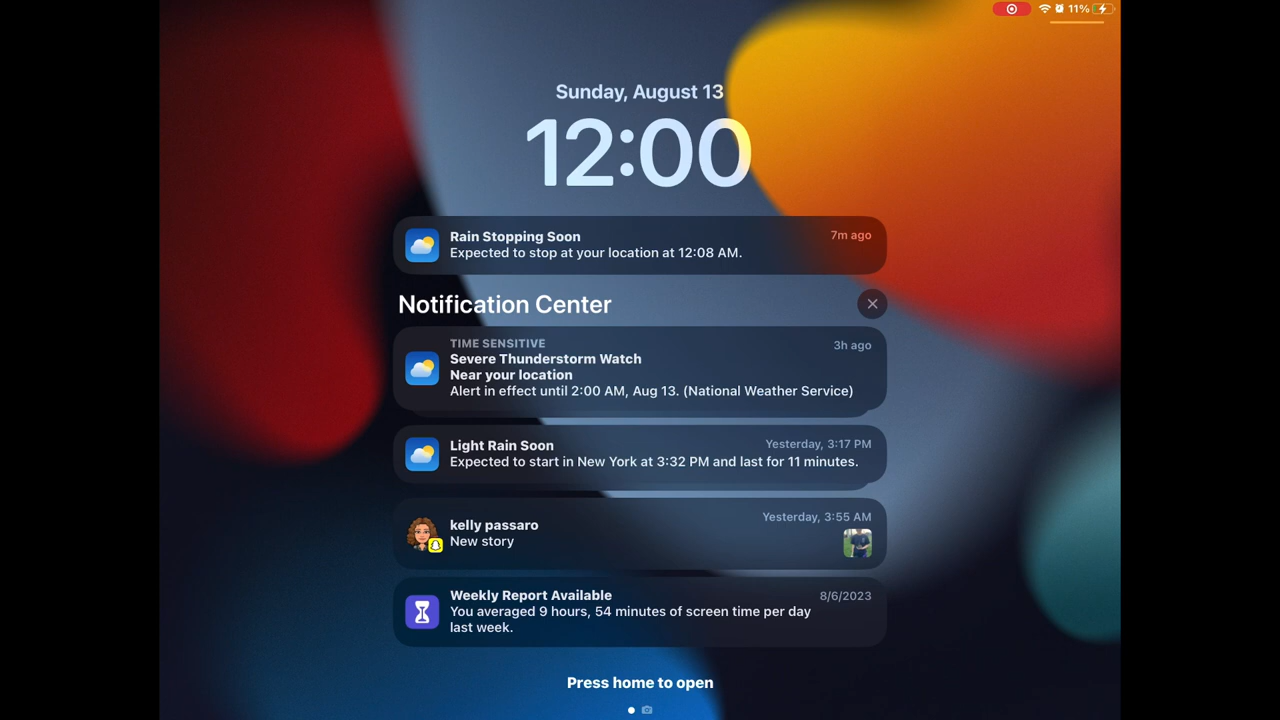 11%
Sunday, August 13
12:00
Rain Stopping Soon
7m ago
Expected to stop at your location at 12:08 AM.
Notification Center
TIME SENSITIVE
3h ago
Severe Thunderstorm Watch
Near your location
Alert in effect until 2:00 AM, Aug 13. (National Weather Service)
Light Rain Soon
Yesterday, 3:17 PM
Expected to start in New York at 3:32 PM and last for 11 minutes.
Yesterday, 3:55 AM
kelly passaro
New story
Weekly Report Available
8/6/2023
You averaged 9 hours, 54 minutes of screen time per day
last week.
Press home to open